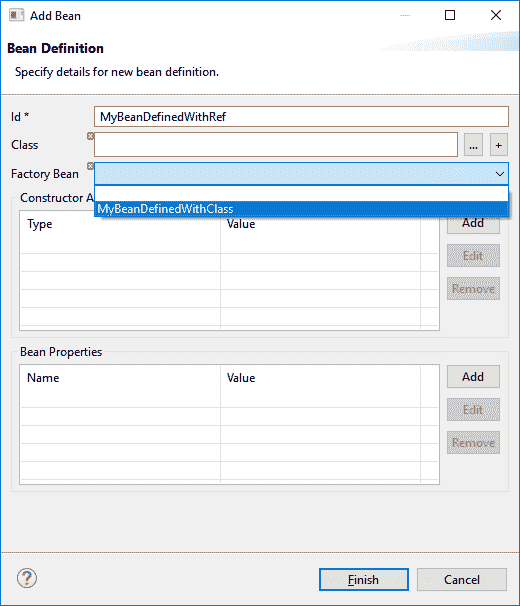 Add Bean
Bean Definition
Specify details for new bean definition.
Id * MyBeanDefinedWithRef
Class ... +
Factory Bean
MyBeanDefinedWithClass
Constructor A
Type Value Add
Edit
Remove
Bean Properties
Name Value Add
Edit
Remove
? Finish Cancel